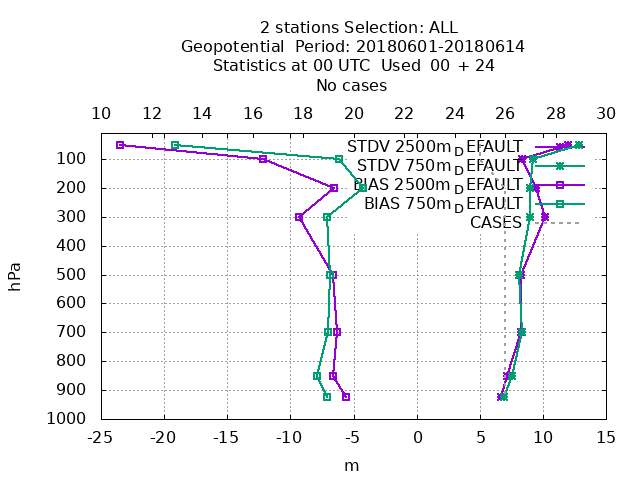 2 stations Selection: ALL
Geopotential  Period: 20180601-20180614
Statistics at 00 UTC  Used  00 + 24
No cases
10 12 14 16 18 20 22 24 26 28 30
STDV 2500m_DEFAULT
100 STDV 750m_DEFAULT
200 BIAS 2500m_DEFAULT
BIAS 750m_DEFAULT
300 CASES
400
hPa
500
600
700
800
900
1000
-25 -20 -15 -10 -5 0 5 10 15
m